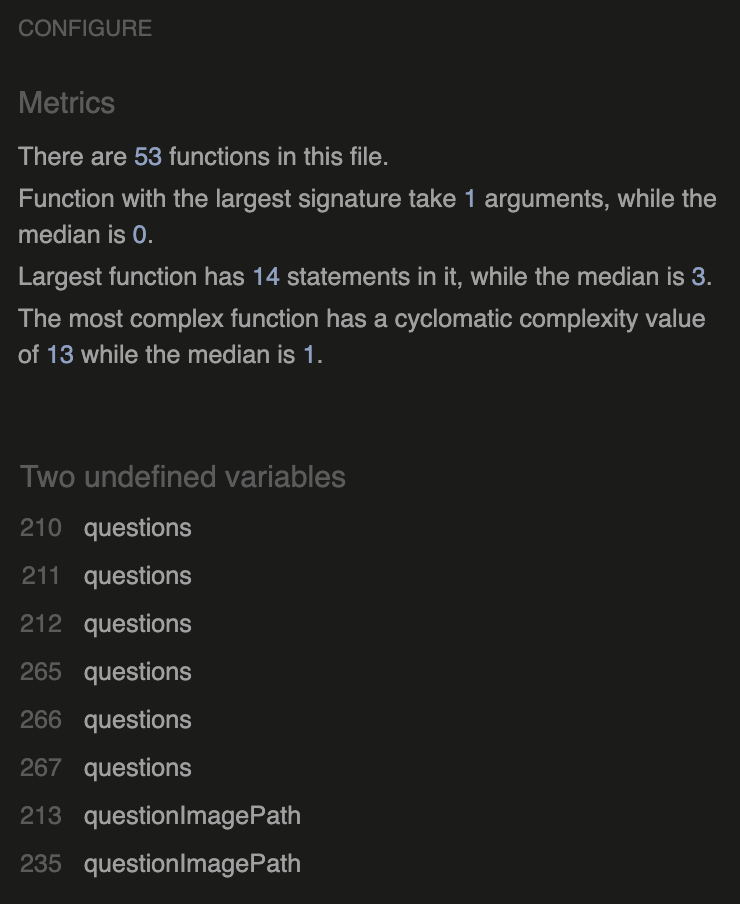 CONFIGURE
Metrics
There are 53 functions in this file.
Function with the largest signature take 1 arguments, while the
median is 0.
Largest function has 14 statements in it, while the median is 3.
The most complex function has a cyclomatic complexity value
of 13 while the median is 1.
Two undefined variables
210 questions
211 questions
212 questions
265 questions
266 questions
267 questions
213 questionImagePath
235 questionImagePath